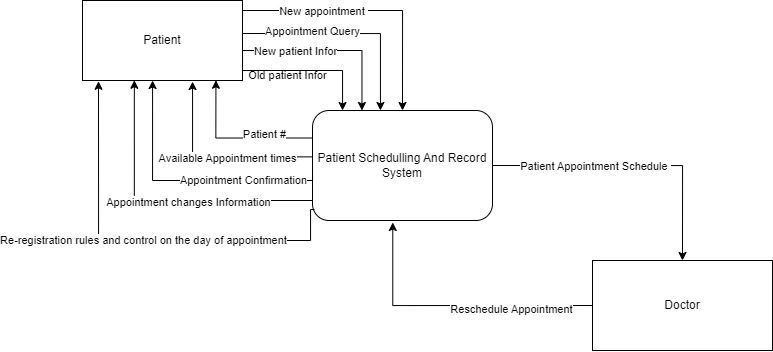 New appointment
Patient
Appointment Query
New patient Infor
Old patient Infor
Patient #
Available Appointment times
Patient Schedulling And Record
System
Patient Appointment Schedule
Appointment Confirmation
Appointment changes Information
Re-registration rules and control on the day of appointment
Reschedule Appointment
Doctor